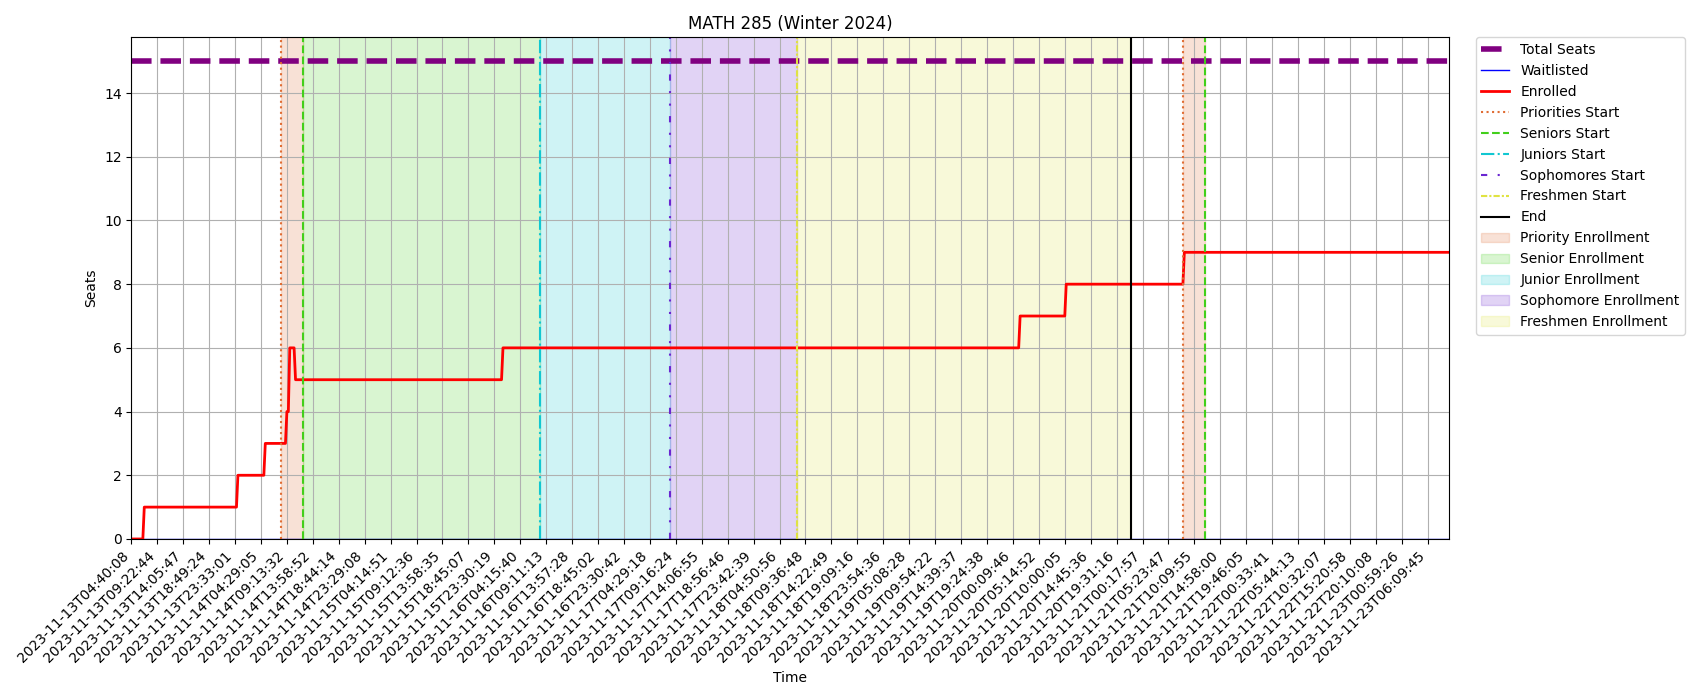 MATH 285 (Winter 2024)
Seats
14
12
10
8
6
4
2
0
2023-11-13T04:40:08
2023-11-13T09:22:44
2023-11-13T14:05:47
2023-11-13T18:49:24
2023-11-13T23:33:01
2023-11-14T04:29:05
2023-11-14T09:13:32
2023-11-14T13:58:52
2023-11-14T18:44:14
2023-11-14T23:29:08
2023-11-15T04:14:51
2023-11-15T09:12:36
2023-11-15T13:58:35
2023-11-15T18:45:07
2023-11-15T23:30:19
2023-11-16T04:15:40
2023-11-16T09:11:13
2023-11-16T13:57:28
2023-11-16T18:45:02
2023-11-16T23:30:42
2023-11-17T04:29:18
2023-11-17T09:16:24
2023-11-17T14:06:55
2023-11-17T18:56:46
2023-11-17T23:42:39
2023-11-18T04:50:56
2023-11-18T09:36:48
2023-11-18T14:22:49
2023-11-18T19:09:16
2023-11-18T23:54:36
2023-11-19T05:08:28
2023-11-19T09:54:22
2023-11-19T14:39:37
2023-11-19T19:24:38
2023-11-20T00:09:46
2023-11-20T05:14:52
2023-11-20T10:00:05
2023-11-20T14:45:36
2023-11-20T19:31:16
2023-11-21T00:17:57
2023-11-21T05:23:47
2023-11-21T10:09:55
2023-11-21T14:58:00
2023-11-21T19:46:05
2023-11-22T00:33:41
2023-11-22T05:44:13
2023-11-22T10:32:07
2023-11-22T15:20:58
2023-11-22T20:10:08
2023-11-23T00:59:26
2023-11-23T06:09:45
Time
Total Seats
Waitlisted
Enrolled
Priorities Start
Seniors Start
Juniors Start
Sophomores Start
Freshmen Start
End
Priority Enrollment
Senior Enrollment
Junior Enrollment
Sophomore Enrollment
Freshmen Enrollment